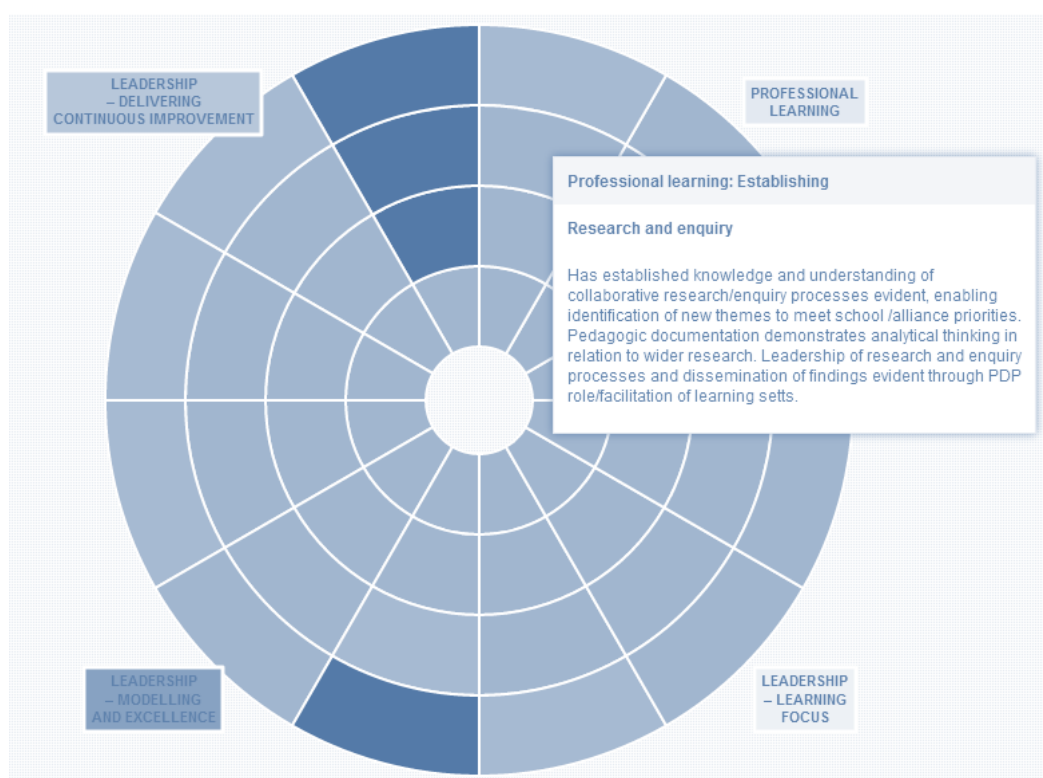 LEADERSHIP
– DELIVERING
CONTINUOUS IMPROVEMENT
PROFESSIONAL
LEARNING
Professional learning: Establishing
Research and enquiry
Has established knowledge and understanding of
collaborative research/enquiry processes evident, enabling
identification of new themes to meet school /alliance priorities.
Pedagogic documentation demonstrates analytical thinking in
relation to wider research. Leadership of research and enquiry
processes and dissemination of findings evident through PDP
role/facilitation of learning setts.
LEADERSHIP
– MODELLING
AND EXCELLENCE
LEADERSHIP
– LEARNING
FOCUS